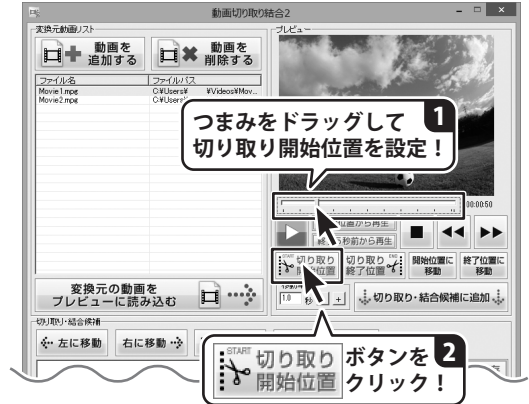 動画切り取り結合2
変換元動画リスト
動画を
追加する
動画を
削除する
ファイル名
ファイルパス
Movie1.mpg
C:¥Users¥
¥Videos¥Mov...
Movie2.mpg
C:¥Users¥
プレビュー
1
つまみをドラッグして
切り取り開始位置を設定！
00:00:50
位置から再生
秒前から再生
START
切り取り
開始位置
切り取り
終了位置
END
開始位置に
移動
終了位置に
移動
変換元の動画を
プレビューに読み込む
1.0
秒
+
切り取り・結合候補に追加
切り取り・結合候補
左に移動
右に移動
START
切り取り
開始位置
ボタンを
クリック！
2